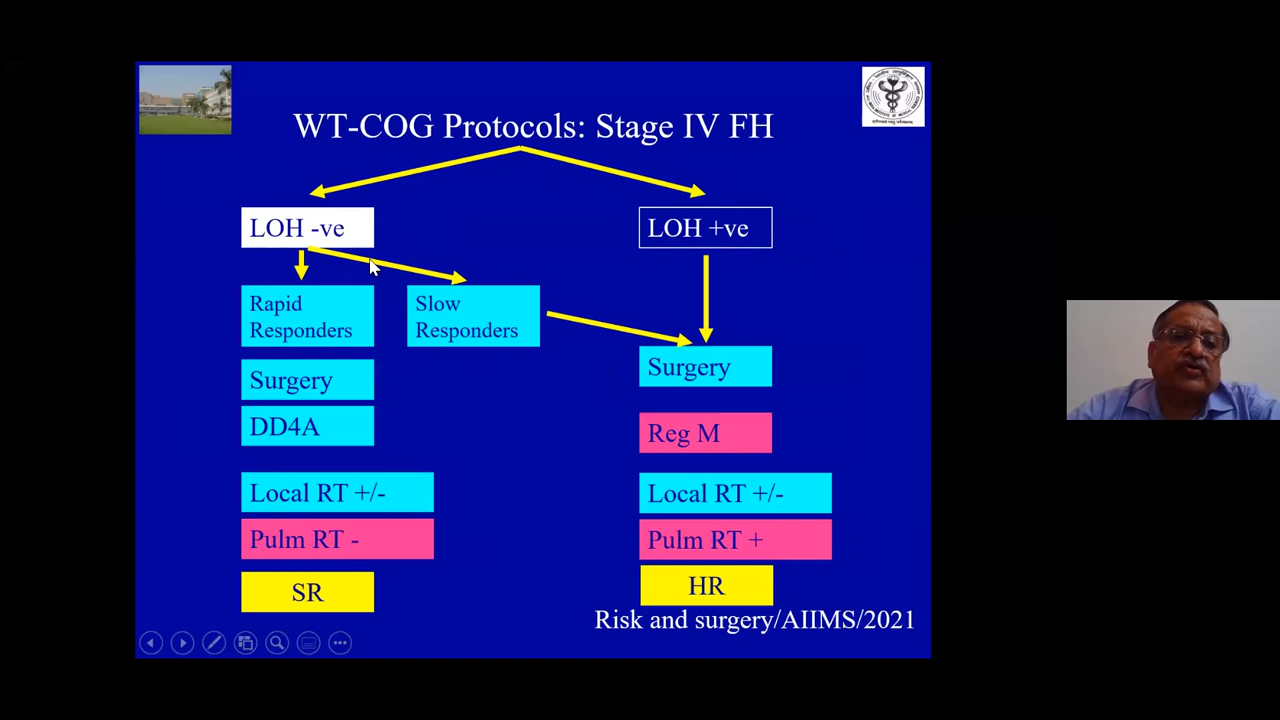 WT-COG Protocols: Stage IV FH
LOH -ve
LOH +ve
Rapid
Responders
Slow
Responders
Surgery
Surgery
DD4A
Reg M
Local RT +/-
Local RT +/-
Pulm RT -
Pulm RT +
SR
HR
Risk and surgery/AIIMS/2021